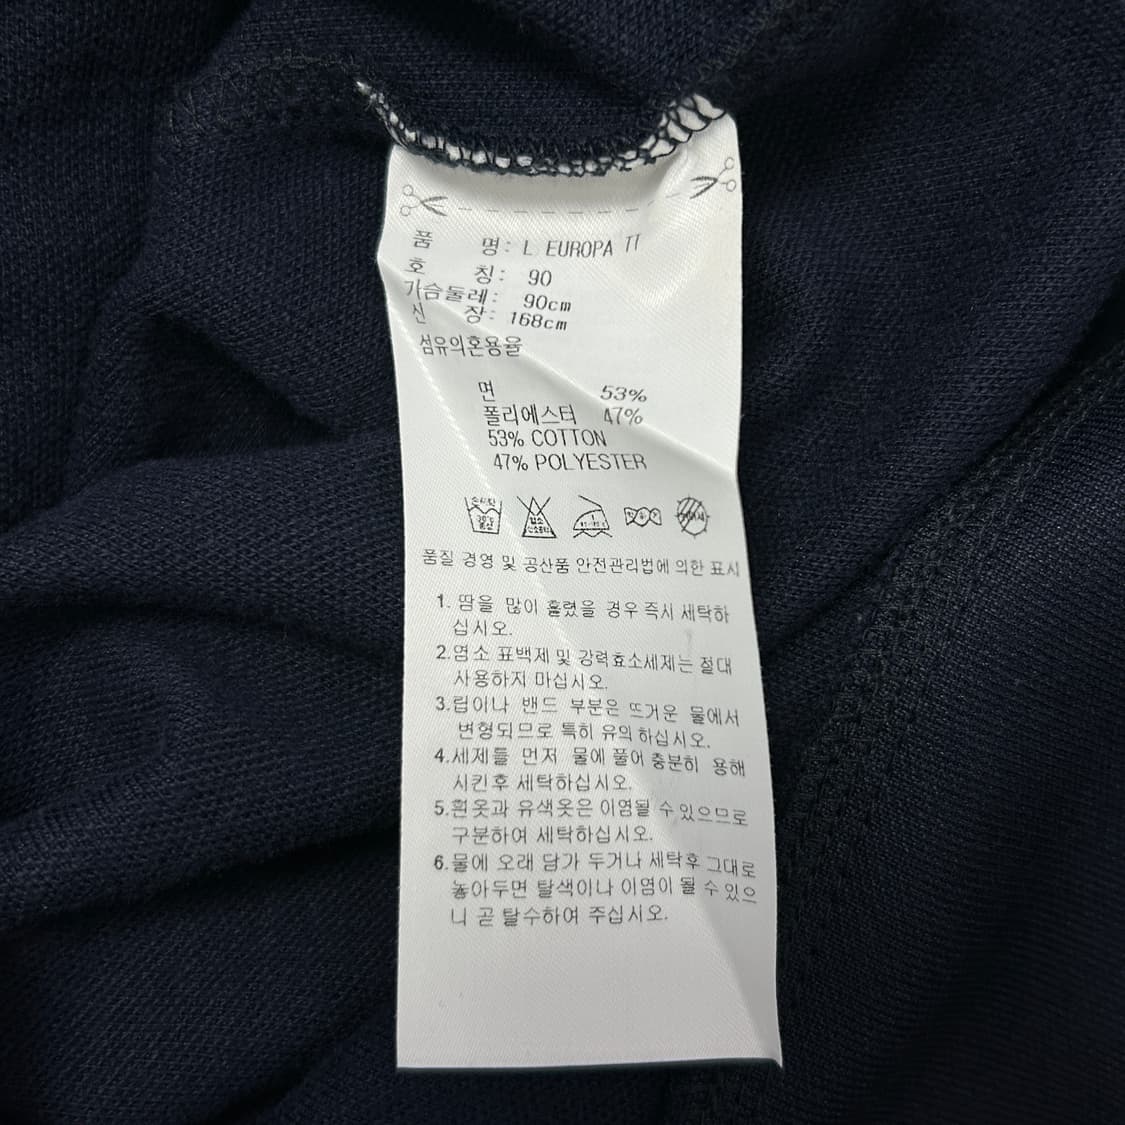 품 명: L EUROPA TT
호 칭: 90
가슴둘레: 90cm
신 장: 168cm
섬유의혼용율
면 53%
폴리에스터 47%
53% COTTON
47% POLYESTER
품질 경영 및 공산품 안전관리법에 의한 표시
1. 땀을 많이 흘렸을 경우 즉시 세탁하
십시오.
2.염소 표백제 및 강력효소세제는 절대
사용하지 마십시오.
3.립이나 밴드 부분은 뜨거운 물에서
변형되므로 특히 유의 하십시오.
4.세제를 먼저 물에 풀어 충분히 용해
시킨후 세탁하십시오.
5.흰옷과 유색옷은 이염될 수 있으므로
구분하여 세탁하십시오.
6.물에 오래 담가 두거나 세탁후 그대로
놓아두면 탈색이나 이염이 될 수 있으
니 곧 탈수하여 주십시오.